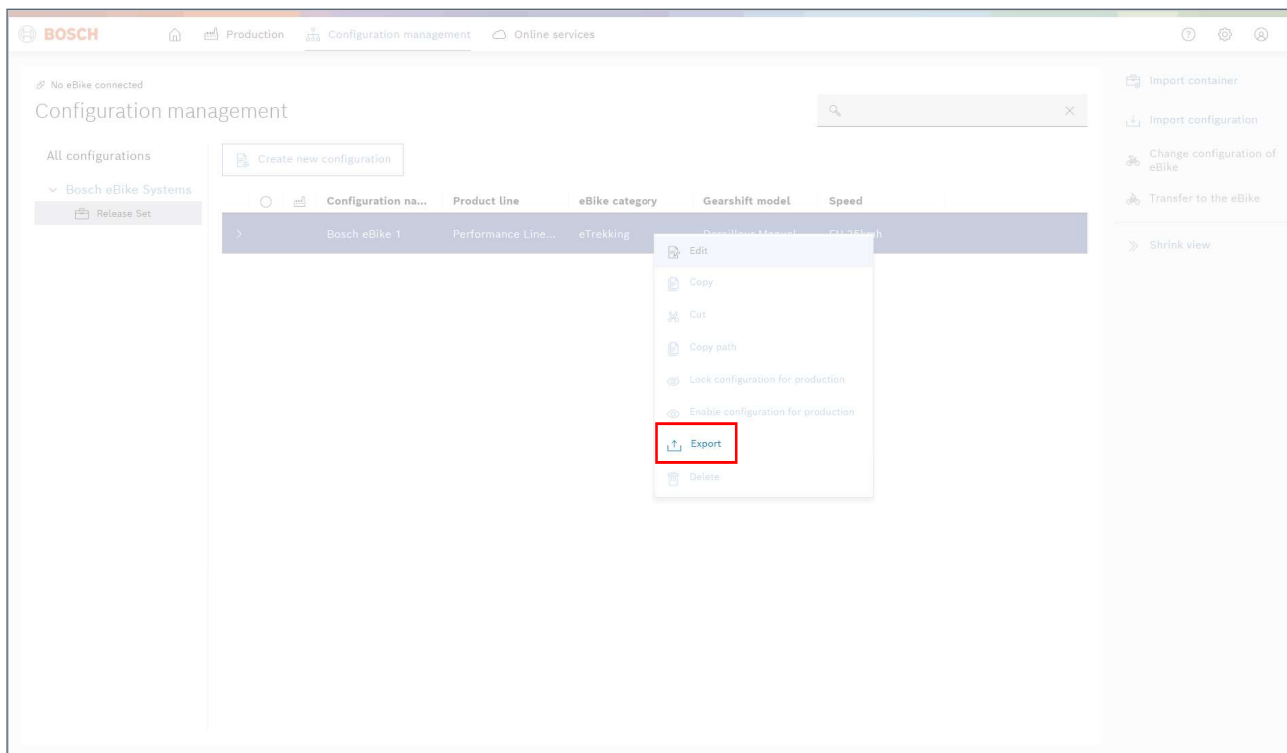 BOSCH
Production
Configuration management
Online services
No eBike connected
Configuration management
All configurations
Bosch eBike Systems
Release Set
Create new configuration
Configuration na...
Product line
eBike category
Gearshift model
Speed
Bosch eBike 1
Performance Line...
eTrekking
Edit
Copy
Cut
Copy path
Lock configuration for production
Enable configuration for production
Export
Delete
Import container
Import configuration
Change configuration of
eBike
Transfer to the eBike
Shrink view